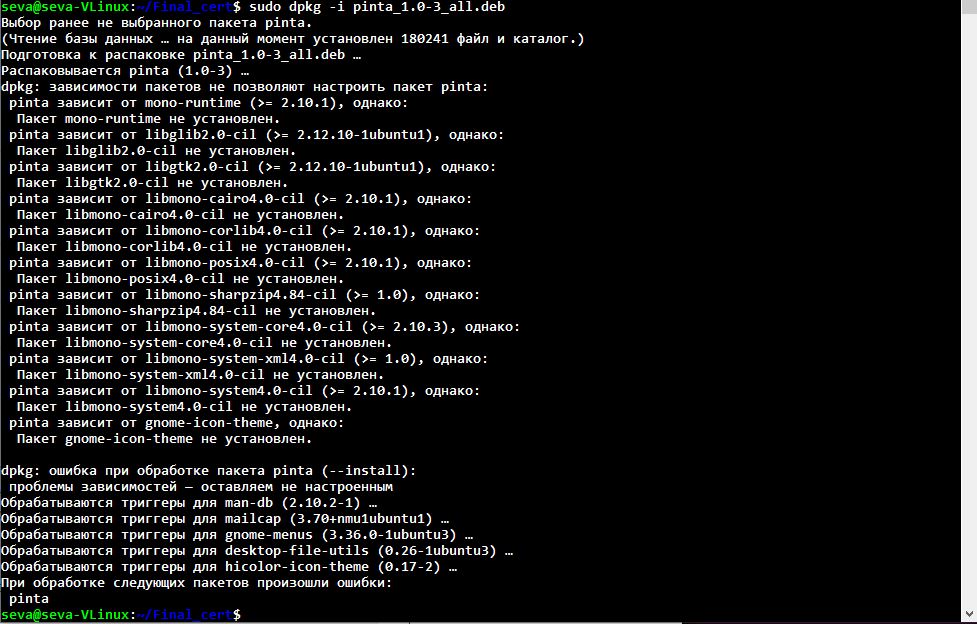 seva@seva-VLinux:~/Final_cert$ sudo dpkg -i pinta_1.0-3_all.deb
Выбор ранее не выбранного пакета pinta.
(Чтение базы данных … на данный момент установлен 180241 файл и каталог.)
Подготовка к распаковке pinta_1.0-3_all.deb …
Распаковывается pinta (1.0-3) …
dpkg: зависимости пакетов не позволяют настроить пакет pinta:
 pinta зависит от mono-runtime (>= 2.10.1), однако:
  Пакет mono-runtime не установлен.
 pinta зависит от libglib2.0-cil (>= 2.12.10-1ubuntu1), однако:
  Пакет libglib2.0-cil не установлен.
 pinta зависит от libgtk2.0-cil (>= 2.12.10-1ubuntu1), однако:
  Пакет libgtk2.0-cil не установлен.
 pinta зависит от libmono-cairo4.0-cil (>= 2.10.1), однако:
  Пакет libmono-cairo4.0-cil не установлен.
 pinta зависит от libmono-corlib4.0-cil (>= 2.10.1), однако:
  Пакет libmono-corlib4.0-cil не установлен.
 pinta зависит от libmono-posix4.0-cil (>= 2.10.1), однако:
  Пакет libmono-posix4.0-cil не установлен.
 pinta зависит от libmono-sharpzip4.84-cil (>= 1.0), однако:
  Пакет libmono-sharpzip4.84-cil не установлен.
 pinta зависит от libmono-system-core4.0-cil (>= 2.10.3), однако:
  Пакет libmono-system-core4.0-cil не установлен.
 pinta зависит от libmono-system-xml4.0-cil (>= 1.0), однако:
  Пакет libmono-system-xml4.0-cil не установлен.
 pinta зависит от libmono-system4.0-cil (>= 2.10.1), однако:
  Пакет libmono-system4.0-cil не установлен.
 pinta зависит от gnome-icon-theme, однако:
  Пакет gnome-icon-theme не установлен.

dpkg: ошибка при обработке пакета pinta (--install):
 проблемы зависимостей — оставляем не настроенным
Обрабатываются триггеры для man-db (2.10.2-1) …
Обрабатываются триггеры для mailcap (3.70+nmu1ubuntu1) …
Обрабатываются триггеры для gnome-menus (3.36.0-1ubuntu3) …
Обрабатываются триггеры для desktop-file-utils (0.26-1ubuntu3) …
Обрабатываются триггеры для hicolor-icon-theme (0.17-2) …
При обработке следующих пакетов произошли ошибки:
 pinta
seva@seva-VLinux:~/Final_cert$